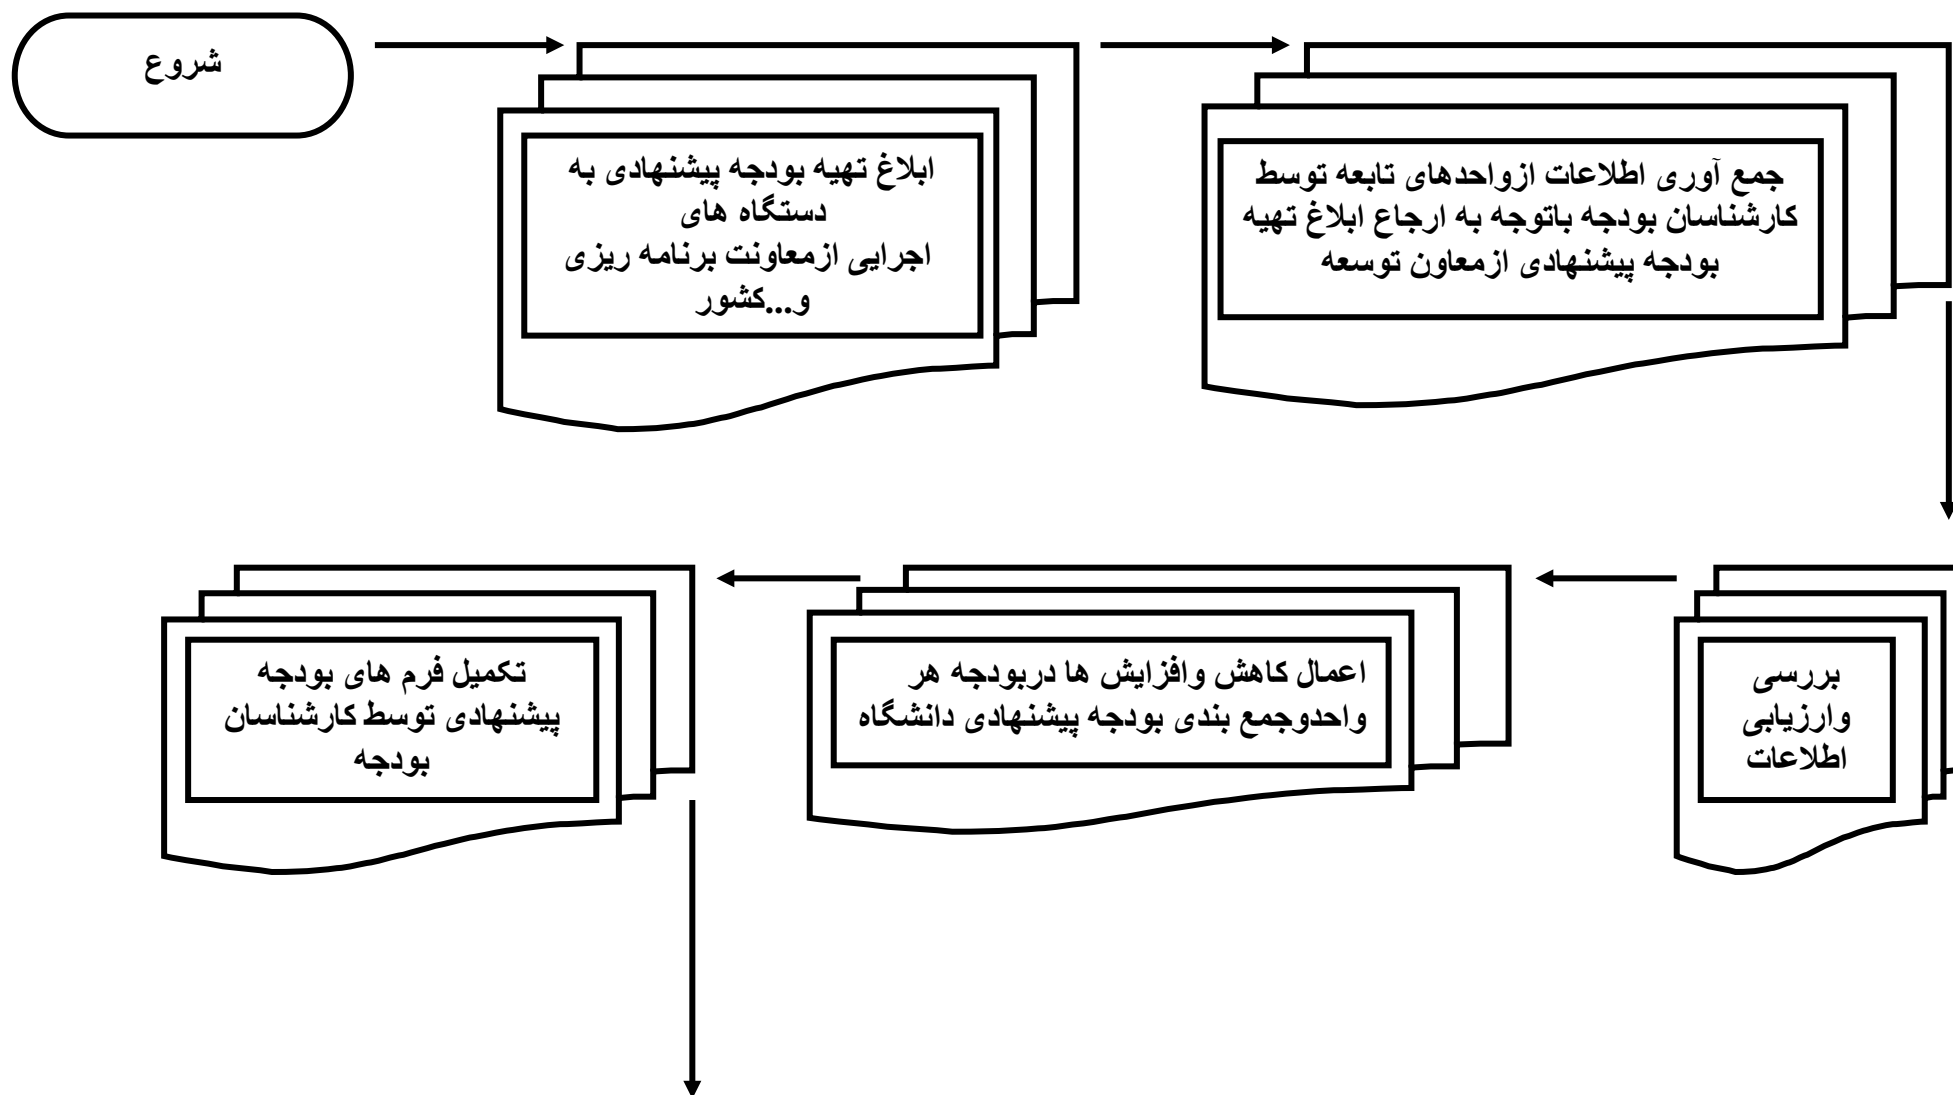 شروع
ابلاغ تهیه بودجه پیشنهادی به
دستگاه های
اجرایی ازمعاونت برنامه ریزی
و...کشور
جمع آوری اطلاعات ازواحدهای تابعه توسط
کارشناسان بودجه باتوجه به ارجاع ابلاغ تهیه
بودجه پیشنهادی ازمعاون توسعه
بررسی
وارزیابی
اطلاعات
اعمال کاهش وافزایش ها دربودجه هر
واحدوجمع بندی بودجه پیشنهادی دانشگاه
تکمیل فرم های بودجه
پیشنهادی توسط کارشناسان
بودجه